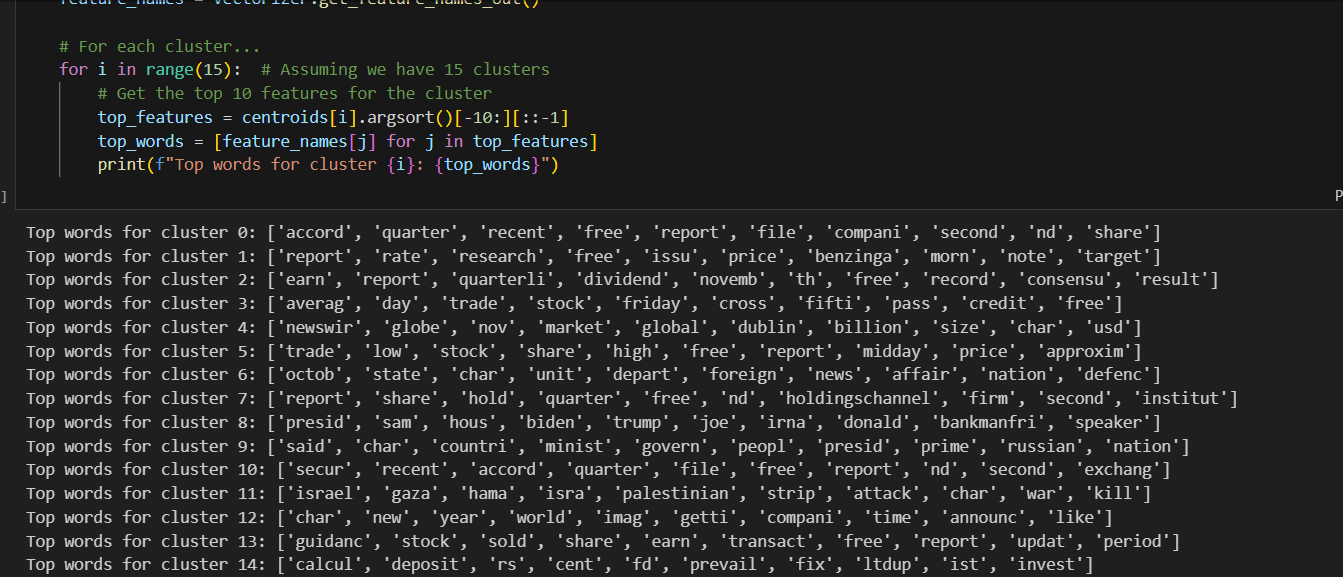 feature_names = vectorizer.get_feature_names_out()
# For each cluster...
for i in range(15):  # Assuming we have 15 clusters
    # Get the top 10 features for the cluster
    top_features = centroids[i].argsort()[-10:][::-1]
    top_words = [feature_names[j] for j in top_features]
    print(f"Top words for cluster {i}: {top_words}")
]
P
Top words for cluster 0: ['accord', 'quarter', 'recent', 'free', 'report', 'file', 'compani', 'second', 'nd', 'share']
Top words for cluster 1: ['report', 'rate', 'research', 'free', 'issu', 'price', 'benzinga', 'morn', 'note', 'target']
Top words for cluster 2: ['earn', 'report', 'quarterli', 'dividend', 'novemb', 'th', 'free', 'record', 'consensu', 'result']
Top words for cluster 3: ['averag', 'day', 'trade', 'stock', 'friday', 'cross', 'fifti', 'pass', 'credit', 'free']
Top words for cluster 4: ['newswir', 'globe', 'nov', 'market', 'global', 'dublin', 'billion', 'size', 'char', 'usd']
Top words for cluster 5: ['trade', 'low', 'stock', 'share', 'high', 'free', 'report', 'midday', 'price', 'approxim']
Top words for cluster 6: ['octob', 'state', 'char', 'unit', 'depart', 'foreign', 'news', 'affair', 'nation', 'defenc']
Top words for cluster 7: ['report', 'share', 'hold', 'quarter', 'free', 'nd', 'holdingschannel', 'firm', 'second', 'institut']
Top words for cluster 8: ['presid', 'sam', 'hous', 'biden', 'trump', 'joe', 'irna', 'donald', 'bankmanfri', 'speaker']
Top words for cluster 9: ['said', 'char', 'countri', 'minist', 'govern', 'peopl', 'presid', 'prime', 'russian', 'nation']
Top words for cluster 10: ['secur', 'recent', 'accord', 'quarter', 'file', 'free', 'report', 'nd', 'second', 'exchang']
Top words for cluster 11: ['israel', 'gaza', 'hama', 'isra', 'palestinian', 'strip', 'attack', 'char', 'war', 'kill']
Top words for cluster 12: ['char', 'new', 'year', 'world', 'imag', 'getti', 'compani', 'time', 'announc', 'like']
Top words for cluster 13: ['guidanc', 'stock', 'sold', 'share', 'earn', 'transact', 'free', 'report', 'updat', 'period']
Top words for cluster 14: ['calcul', 'deposit', 'rs', 'cent', 'fd', 'prevail', 'fix', 'ltdup', 'ist', 'invest']